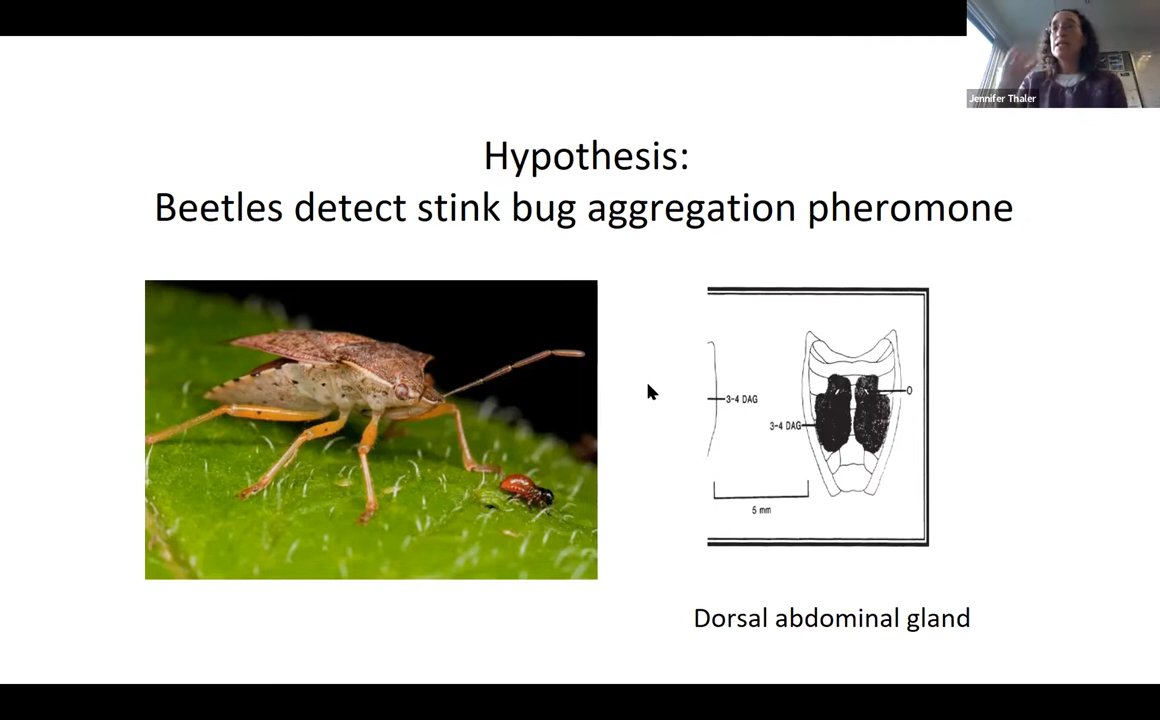 Jennifer Thaler
Hypothesis:
Beetles detect stink bug aggregation pheromone
3-4 DAG
3-4 DAG
O
5 mm
Dorsal abdominal gland